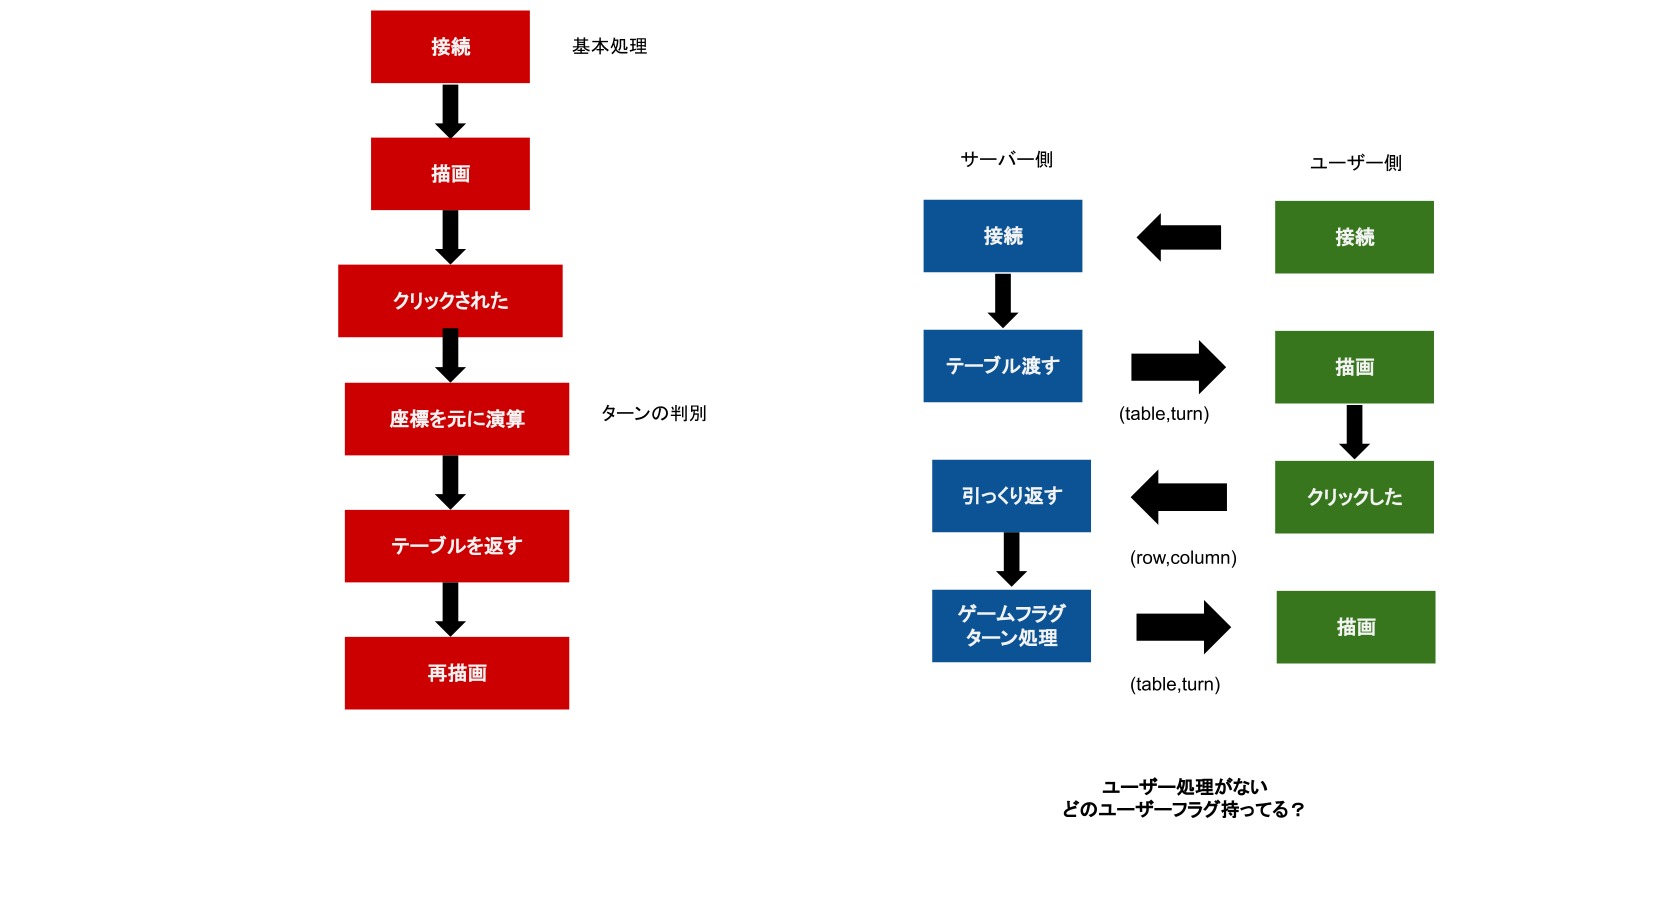 接続
基本処理
描画
クリックされた
座標を元に演算
ターンの判別
テーブルを返す
再描画
サーバー側
ユーザー側
接続
接続
テーブル渡す
描画
(table,turn)
引っくり返す
クリックした
(row,column)
ゲームフラグ
ターン処理
描画
(table,turn)
ユーザー処理がない
どのユーザーフラグ持ってる？